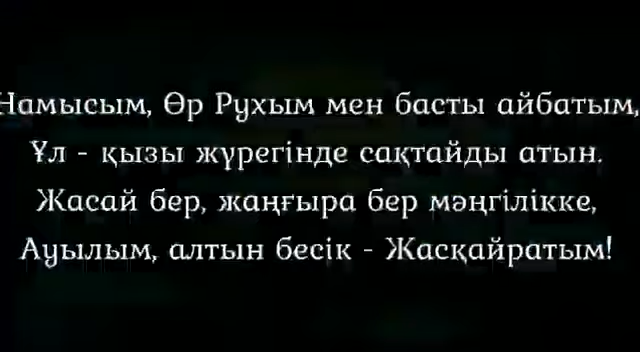 Намысым, Өр Рухым мен басты айбатым,
Ұл - қызы жүрегінде сақтайды атын.
Жасай бер, жаңғыра бер мәңгілікке,
Ауылым, алтын бесік - Жасқайратым!